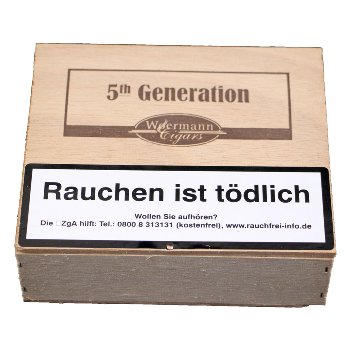 5th Generation
Woermann
Cigars
Rauchen ist tödlich
Wollen Sie aufhören?
Die BZgA hilft: Tel.: 0800 8 313131 (kostenfrei), www.rauchfrei-info.de